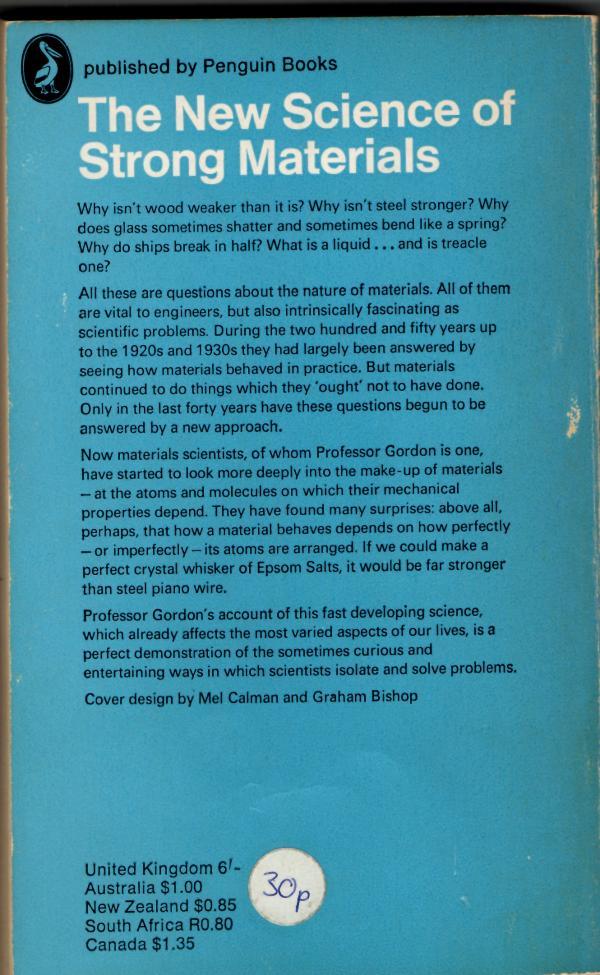 published by Penguin Books
The New Science of
Strong Materials
Why isn't wood weaker than it is? Why isn't steel stronger? Why
does glass sometimes shatter and sometimes bend like a spring?
Why do ships break in half? What is a liquid . . . and is treacle
one?
All these are questions about the nature of materials. All of them
are vital to engineers, but also intrinsically fascinating as
scientific problems. During the two hundred and fifty years up
to the 1920s and 1930s they had largely been answered by
seeing how materials behaved in practice. But materials
continued to do things which they 'ought' not to have done.
Only in the last forty years have these questions begun to be
answered by a new approach.
Now materials scientists, of whom Professor Gordon is one,
have started to look more deeply into the make-up of materials
– at the atoms and molecules on which their mechanical
properties depend. They have found many surprises: above all,
perhaps, that how a material behaves depends on how perfectly
– or imperfectly – its atoms are arranged. If we could make a
perfect crystal whisker of Epsom Salts, it would be far stronger
than steel piano wire.
Professor Gordon's account of this fast developing science,
which already affects the most varied aspects of our lives, is a
perfect demonstration of the sometimes curious and
entertaining ways in which scientists isolate and solve problems.
Cover design by Mel Calman and Graham Bishop
United Kingdom 6/-
Australia $1.00
New Zealand $0.85
South Africa R0.80
Canada $1.35
30p